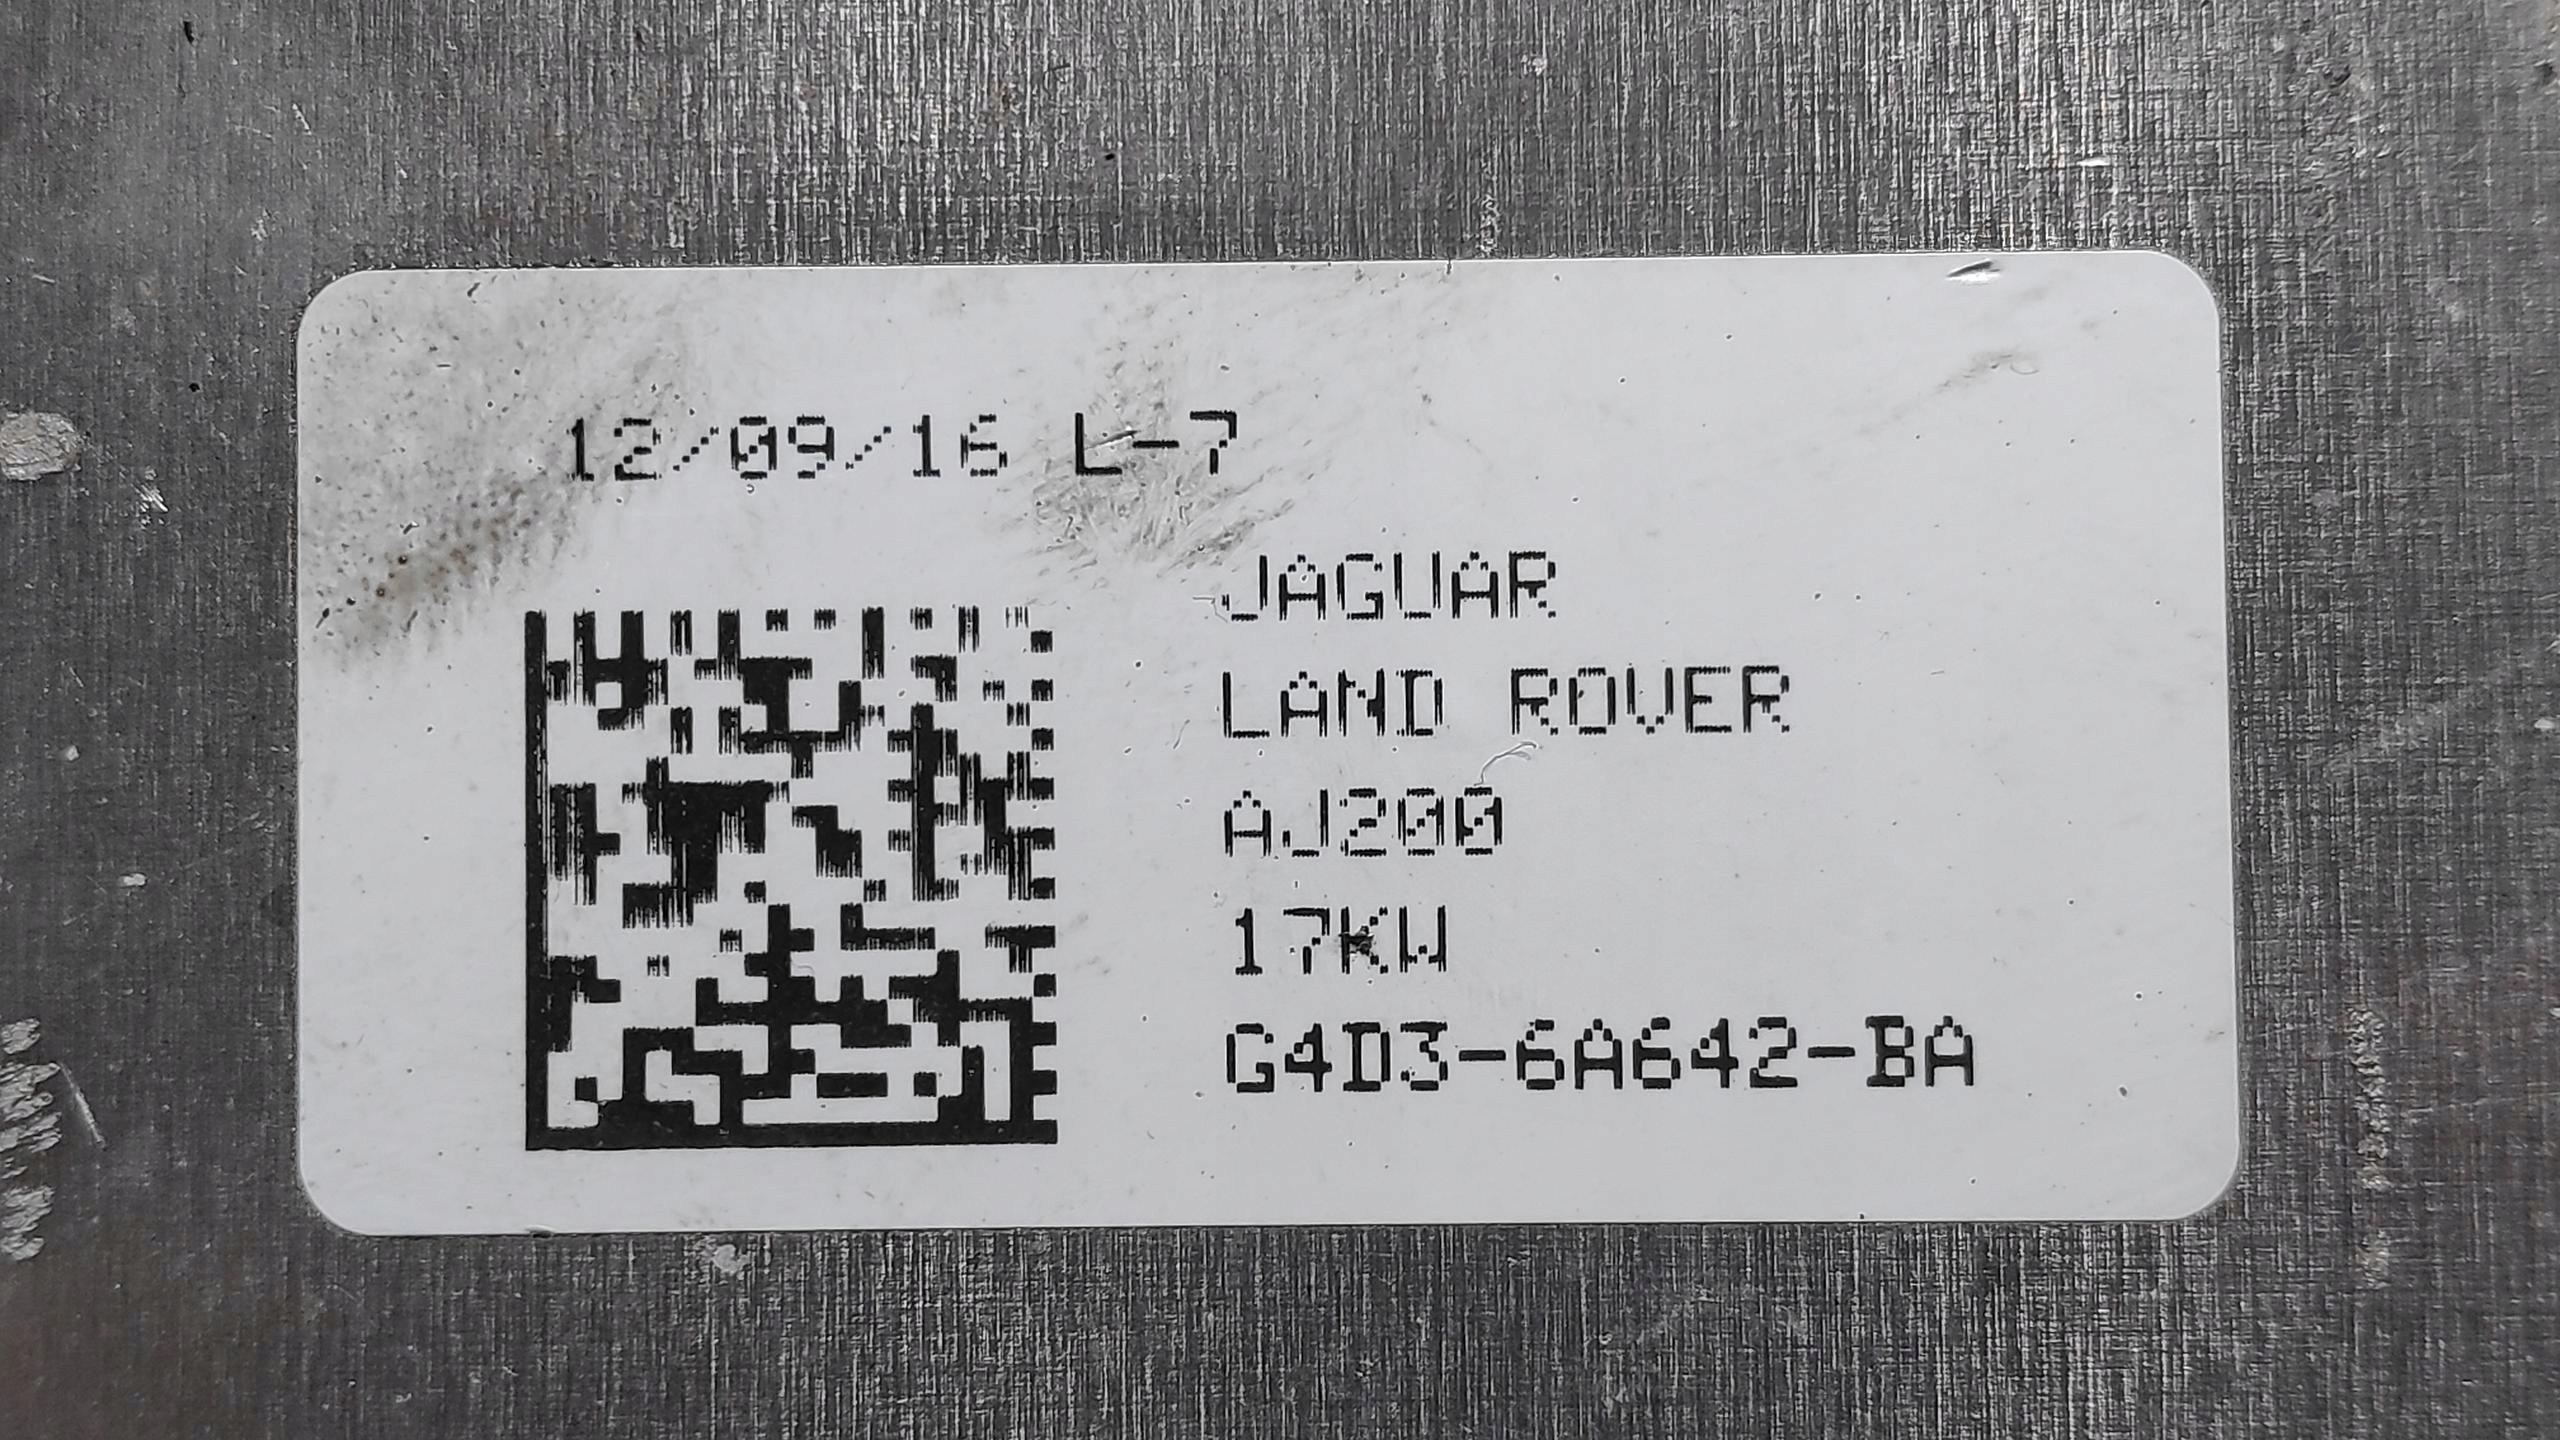 12/09/16 L-7
JAGUAR
LAND ROVER
AJ200
17KW
G4D3-6A642-BA